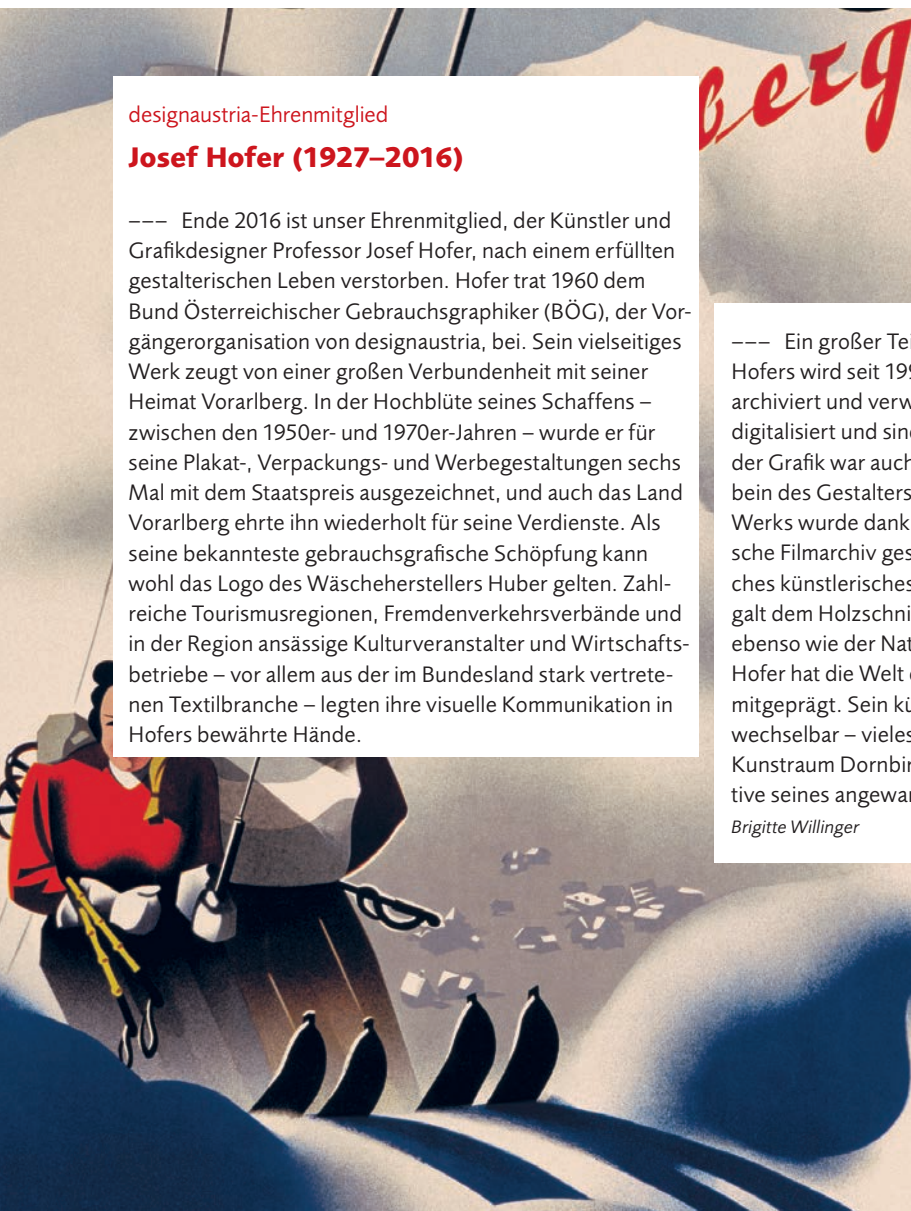 berg
designaustria-Ehrenmitglied
Josef Hofer (1927–2016)
––– Ende 2016 ist unser Ehrenmitglied, der Künstler und
Grafikdesigner Professor Josef Hofer, nach einem erfüllten
gestalterischen Leben verstorben. Hofer trat 1960 dem
Bund Österreichischer Gebrauchsgraphiker (BÖG), der Vor-
gängerorganisation von designaustria, bei. Sein vielseitiges
Werk zeugt von einer großen Verbundenheit mit seiner
Heimat Vorarlberg. In der Hochblüte seines Schaffens –
zwischen den 1950er- und 1970er-Jahren – wurde er für
seine Plakat-, Verpackungs- und Werbegestaltungen sechs
Mal mit dem Staatspreis ausgezeichnet, und auch das Land
Vorarlberg ehrte ihn wiederholt für seine Verdienste. Als
seine bekannteste gebrauchsgrafische Schöpfung kann
wohl das Logo des Wäscheherstellers Huber gelten. Zahl-
reiche Tourismusregionen, Fremdenverkehrsverbände und
in der Region ansässige Kulturveranstalter und Wirtschafts-
betriebe – vor allem aus der im Bundesland stark vertrete-
nen Textilbranche – legten ihre visuelle Kommunikation in
Hofers bewährte Hände.
––– Ein großer Tei
Hofers wird seit 199
archiviert und verw
digitalisiert und sin
der Grafik war auch
bein des Gestalters
Werks wurde dank
sche Filmarchiv ges
ches künstlerisches
galt dem Holzschni
ebenso wie der Nat
Hofer hat die Welt
mitgeprägt. Sein kü
wechselbar – vieles
Kunstraum Dornbir
tive seines angewa
Brigitte Willinger